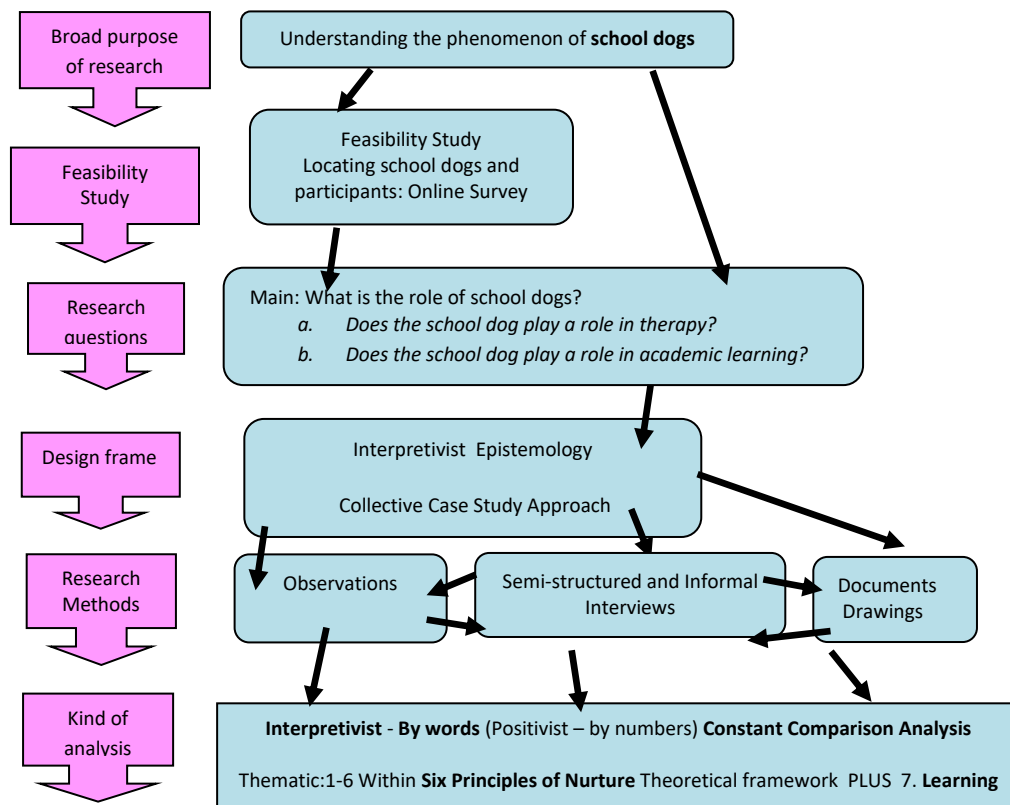 Broad purpose
of research
Understanding the phenomenon of school dogs
Feasibility
Study
Feasibility Study
Locating school dogs and
participants: Online Survey
Research
questions
Main: What is the role of school dogs?
a. Does the school dog play a role in therapy?
b. Does the school dog play a role in academic learning?
Design frame
Interpretivist Epistemology
Collective Case Study Approach
Research
Methods
Observations
Semi-structured and Informal
Interviews
Documents
Drawings
Kind of
analysis
Interpretivist - By words (Positivist – by numbers) Constant Comparison Analysis
Thematic:1-6 Within Six Principles of Nurture Theoretical framework PLUS 7. Learning